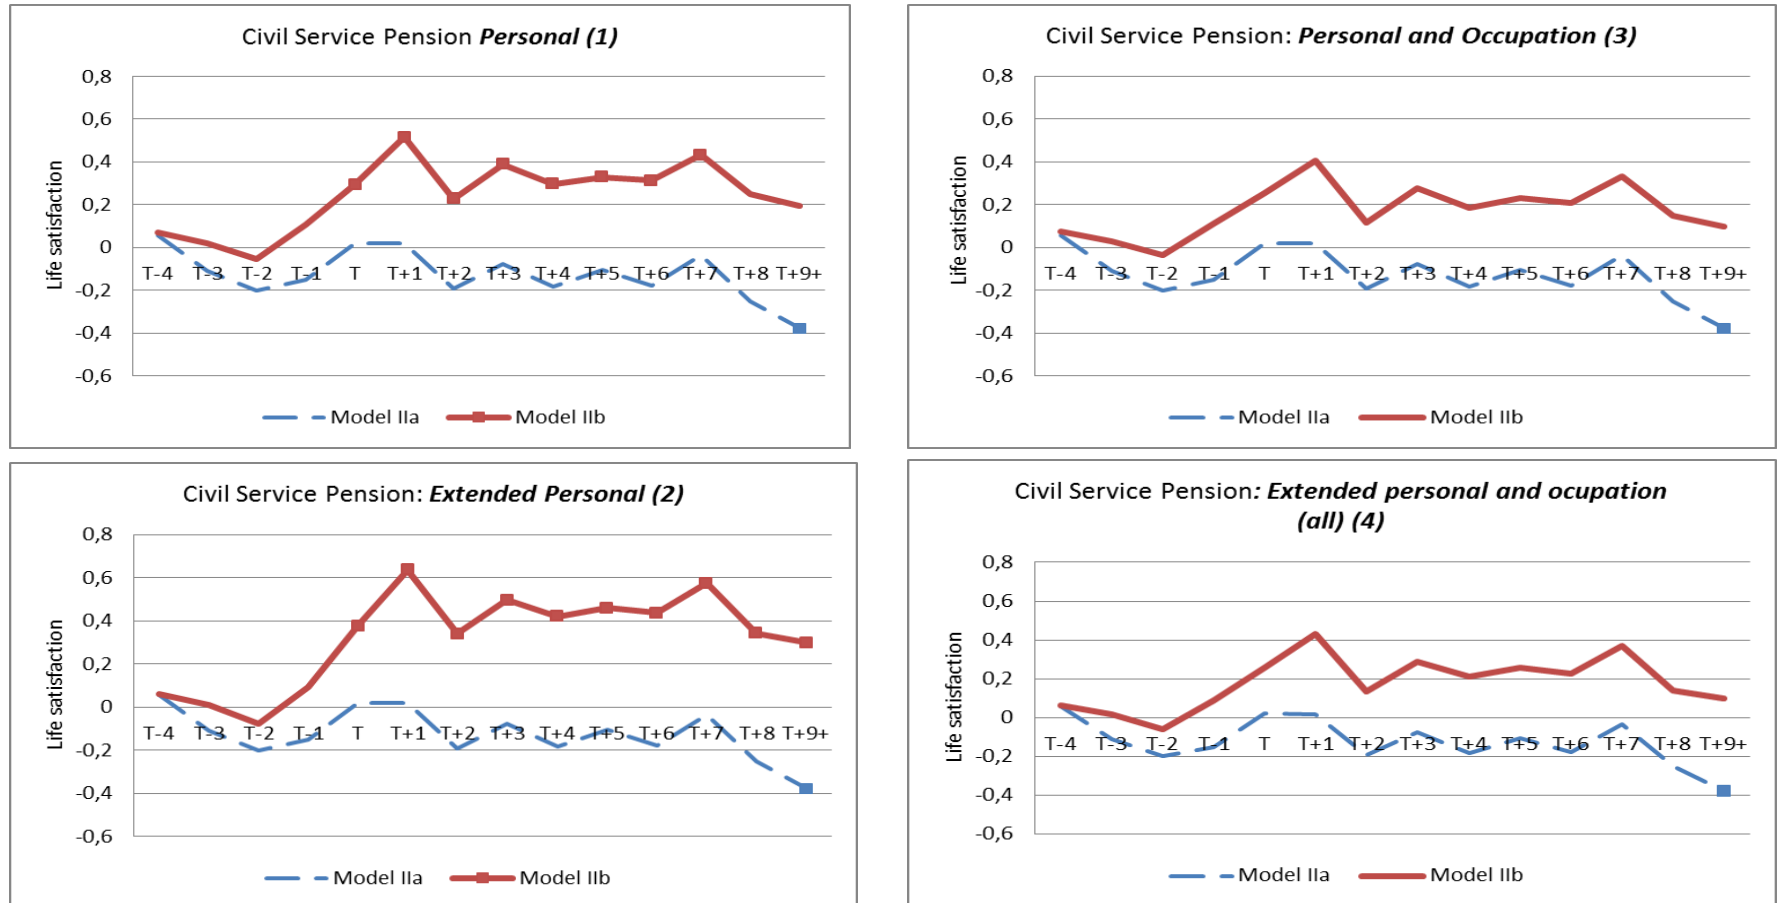 Civil Service Pension Personal (1)
0,8
0,6
0,4
0,2
0
-0,2
-0,4
-0,6
Life satisfaction
T-4 T-3 T-2 T-1 T T+1 T+2 T+3 T+4 T+5 T+6 T+7 T+8 T+9+
Model IIa Model IIb
Civil Service Pension: Personal and Occupation (3)
0,8
0,6
0,4
0,2
0
-0,2
-0,4
-0,6
Life satisfaction
T-4 T-3 T-2 T-1 T T+1 T+2 T+3 T+4 T+5 T+6 T+7 T+8 T+9+
Model IIa Model IIb
Civil Service Pension: Extended Personal (2)
0,8
0,6
0,4
0,2
0
-0,2
-0,4
-0,6
Life satisfaction
T-4 T-3 T-2 T-1 T T+1 T+2 T+3 T+4 T+5 T+6 T+7 T+8 T+9+
Model IIa Model IIb
Civil Service Pension: Extended personal and ocupation
(all) (4)
0,8
0,6
0,4
0,2
0
-0,2
-0,4
-0,6
Life satisfaction
T-4 T-3 T-2 T-1 T T+1 T+2 T+3 T+4 T+5 T+6 T+7 T+8 T+9+
Model IIa Model IIb